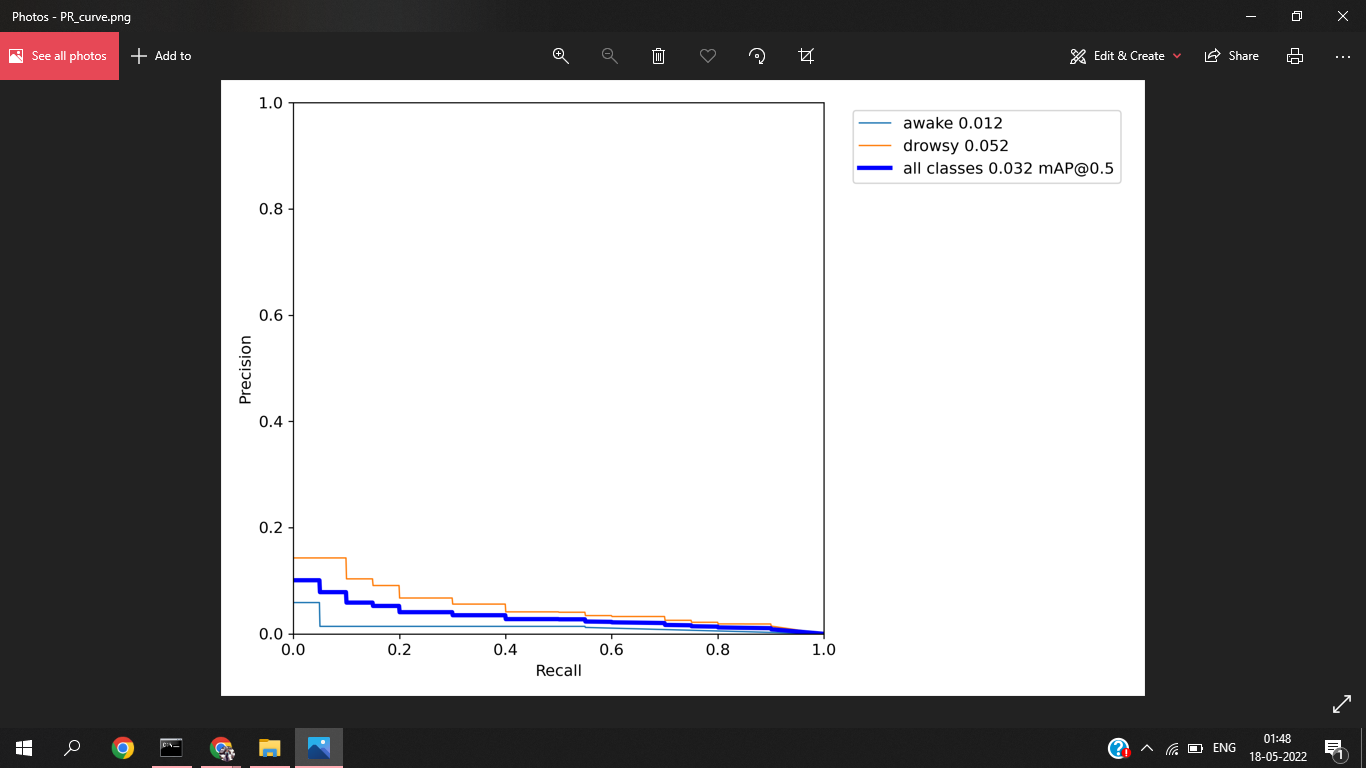 Photos - PR_curve.png
See all photos
Add to
Edit & Create
Share
1.0
0.8
0.6
0.4
0.2
0.0
Precision
0.0 0.2 0.4 0.6 0.8 1.0
Recall
awake 0.012
drowsy 0.052
all classes 0.032 mAP@0.5
ENG
01:48
18-05-2022
1